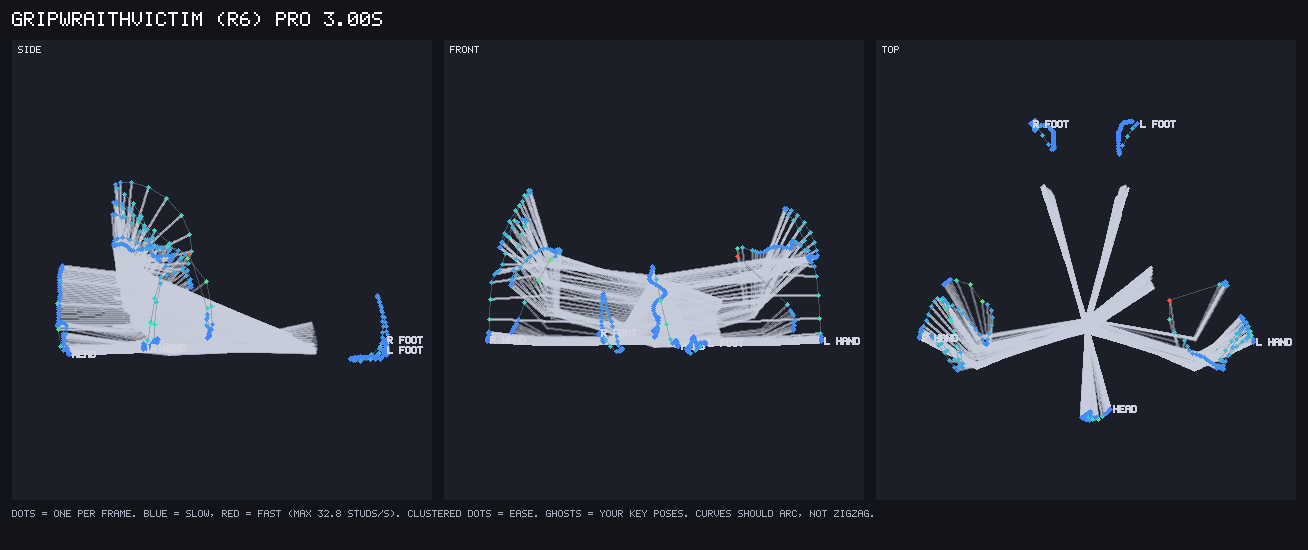 GRIPWRAITHVICTIM (R6) PRO 3.00S
SIDE
FRONT
TOP
R FOOT
L FOOT
HEAD
R FOOT
L HAND
R FOOT
L FOOT
L HAND
HEAD
DOTS = ONE PER FRAME. BLUE = SLOW, RED = FAST (MAX 32.8 STUDS/S). CLUSTERED DOTS = EASE. GHOSTS = YOUR KEY POSES. CURVES SHOULD ARC, NOT ZIGZAG.